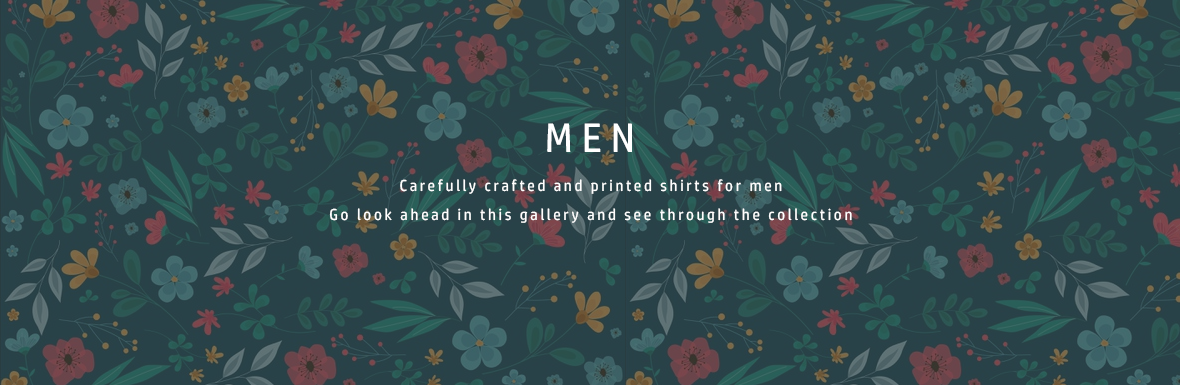 MEN
Carefully crafted and printed shirts for men
Go look ahead in this gallery and see through the collection